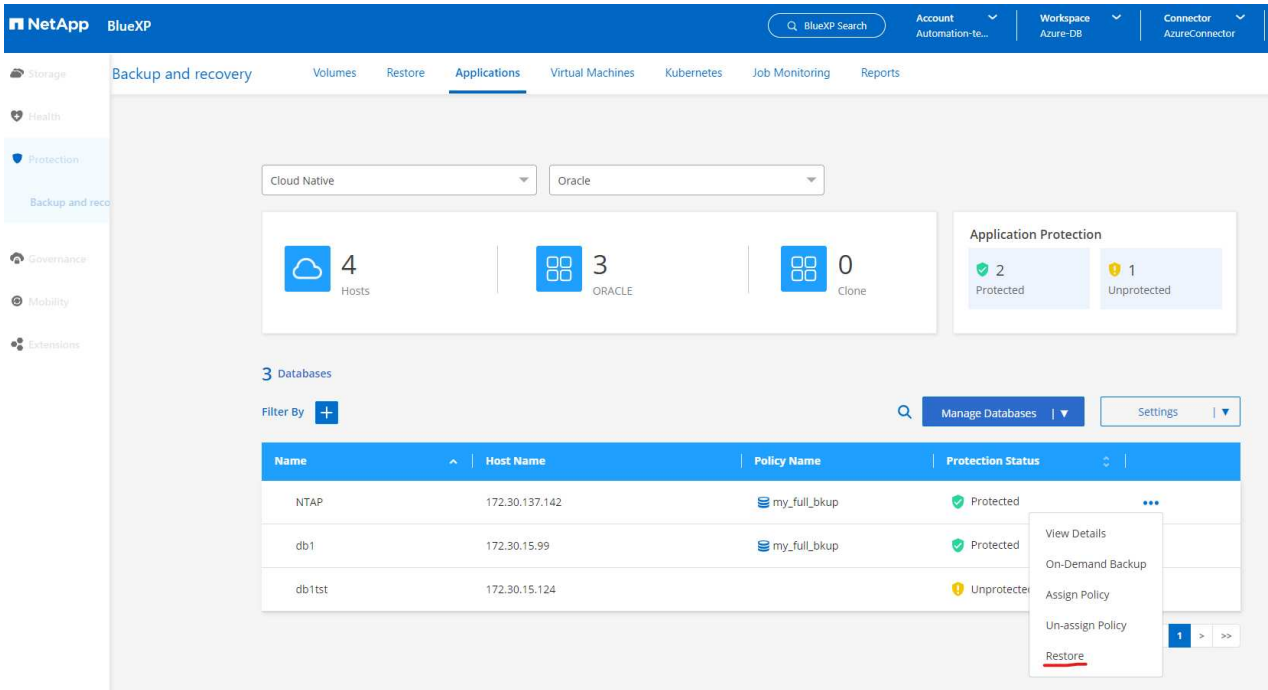 NetApp BlueXP
BlueXP Search
Account
Automation-te...
Workspace
Azure-DB
Connector
AzureConnector
Storage
Health
Protection
Backup and reco
Governance
Mobility
Extensions
Backup and recovery
Volumes Restore Applications Virtual Machines Kubernetes Job Monitoring Reports
Cloud Native
Oracle
4
Hosts
3
ORACLE
0
Clone
Application Protection
2
Protected
1
Unprotected
3 Databases
Filter By +
Manage Databases | ▼
Settings | ▼
Name Host Name Policy Name Protection Status
NTAP 172.30.137.142 my_full_bkup Protected •••
db1 172.30.15.99 my_full_bkup Protected
db1tst 172.30.15.124 Unprotected
View Details
On-Demand Backup
Assign Policy
Un-assign Policy
Restore
1 > >>